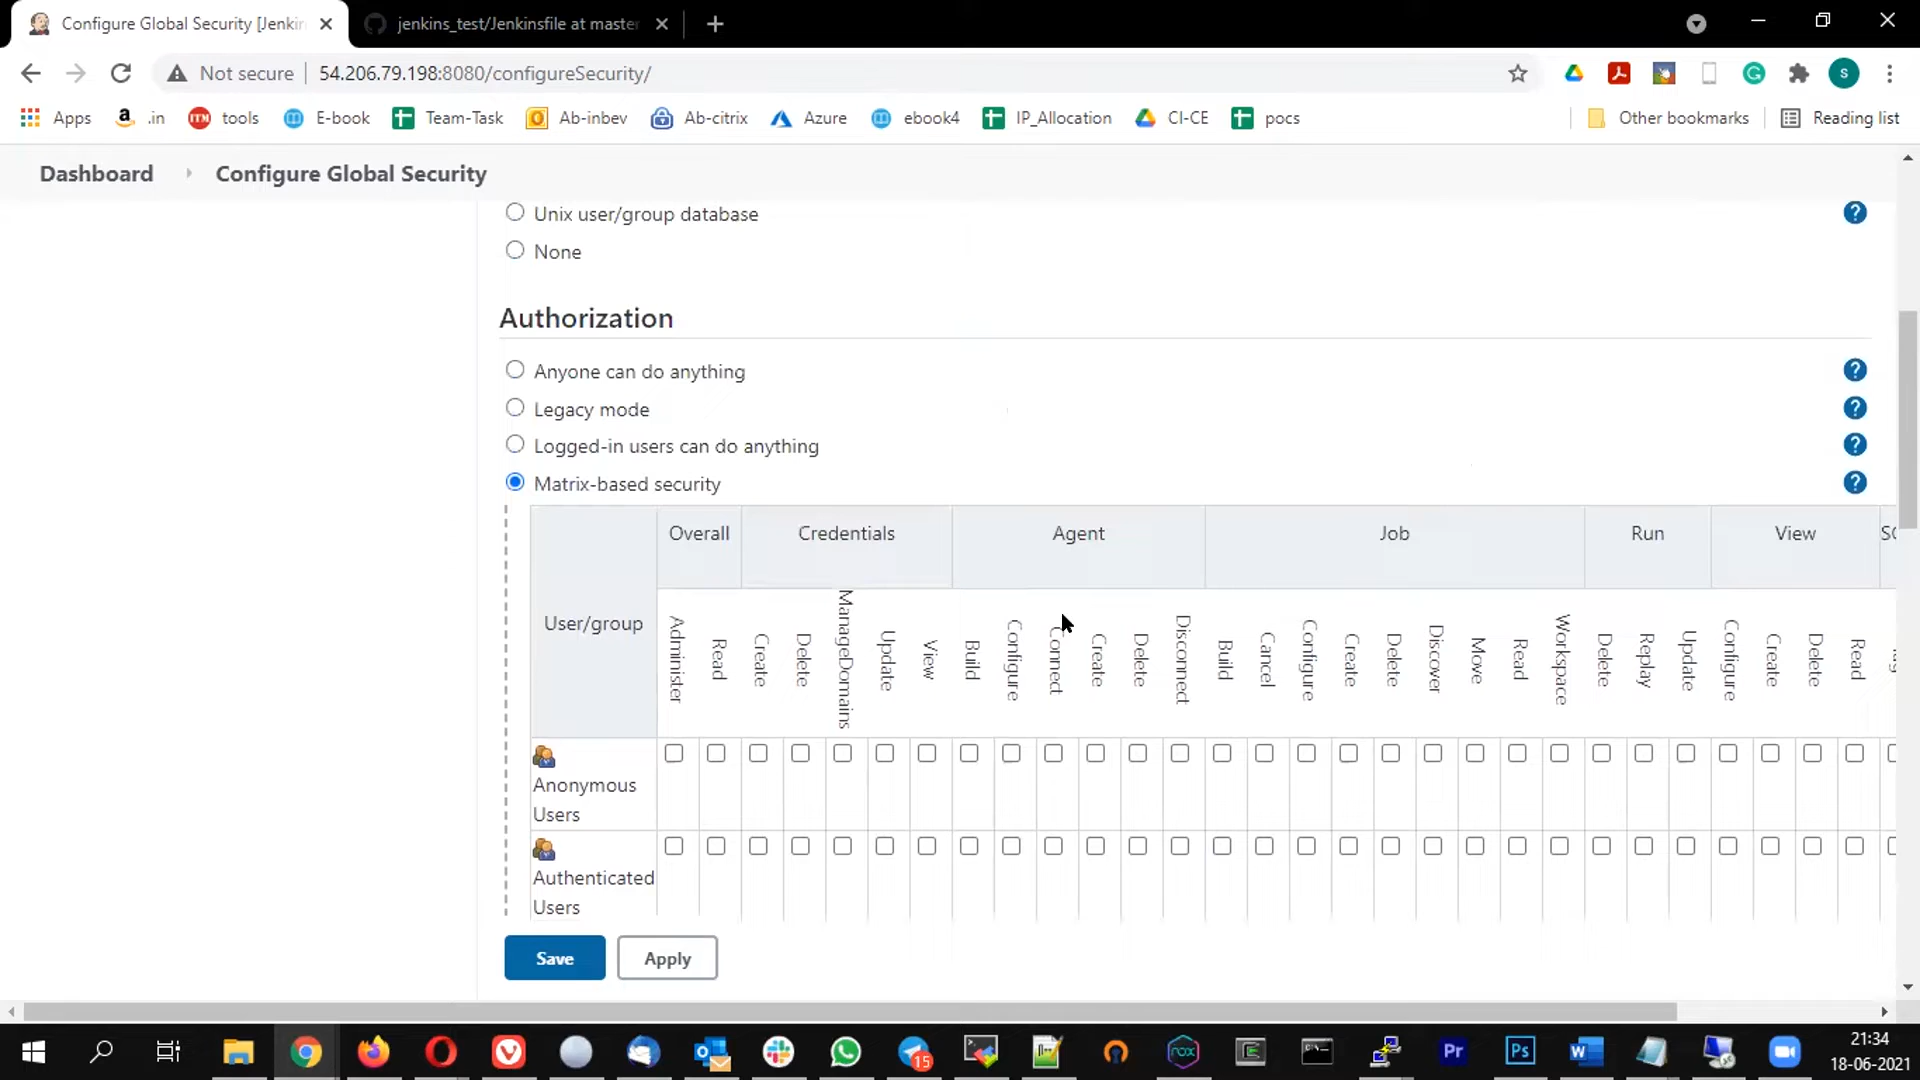 Configure Global Security [Jenkin
jenkins_test/Jenkinsfile at master
Not secure
54.206.79.198:8080/configureSecurity/
S
Apps
.in
ITM
tools
E-book
Team-Task
Ab-inbev
Ab-citrix
Azure
ebook4
IP_Allocation
CI-CE
pocs
Other bookmarks
Reading list
Dashboard
Configure Global Security
Unix user/group database
?
None
Authorization
Anyone can do anything
?
Legacy mode
?
Logged-in users can do anything
?
Matrix-based security
?
User/group
Overall
Credentials
Agent
Job
Run
View
SC
Administer
Read
Create
Delete
ManageDomains
Update
View
Build
Configure
Connect
Create
Delete
Disconnect
Build
Cancel
Configure
Create
Delete
Discover
Move
Read
Workspace
Delete
Replay
Update
Configure
Create
Delete
Read
Anonymous
Users
Authenticated
Users
Save
Apply
15
nox
Pr
Ps
W
21:34
18-06-2021